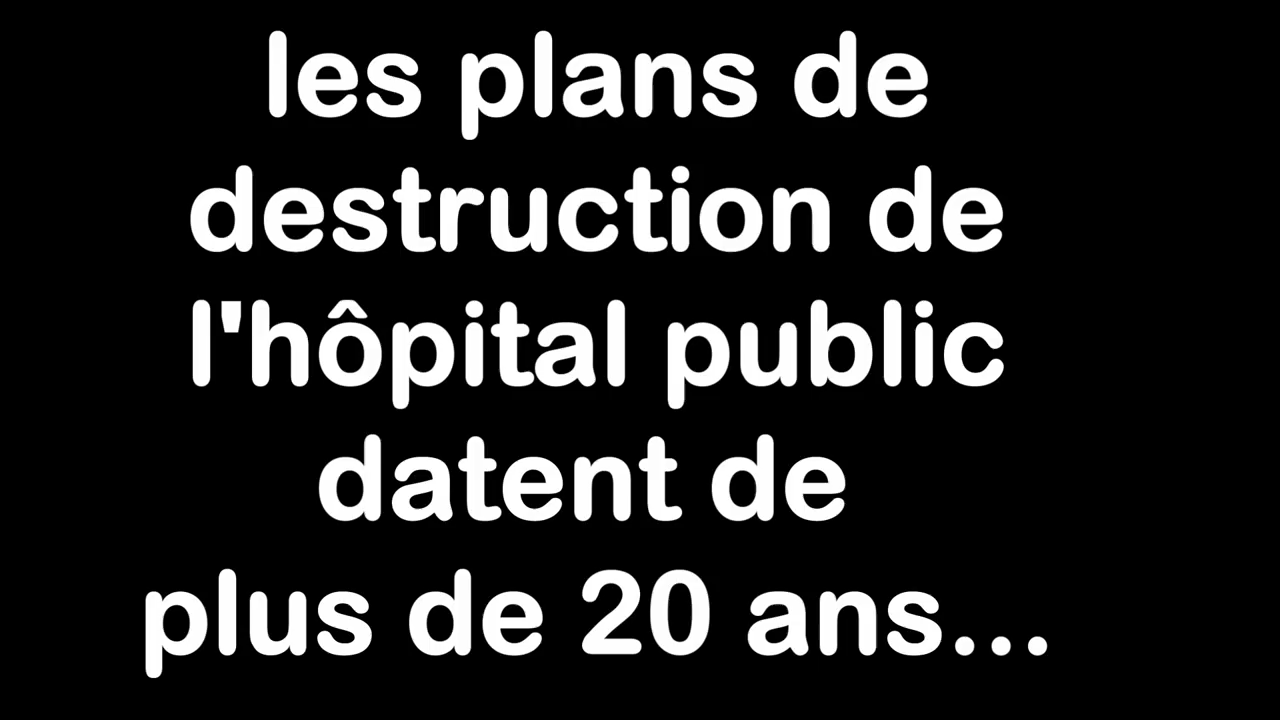 les plans de
destruction de
l'hôpital public
datent de
plus de 20 ans...